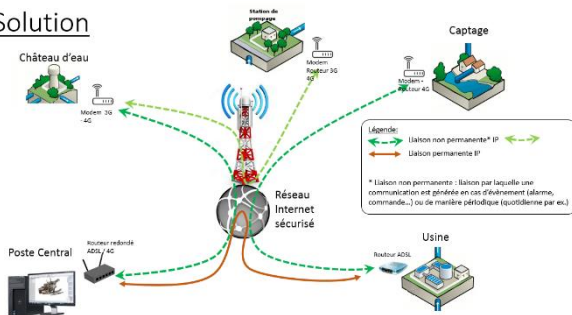 Solution
Station de
pompage
Captage
Château d'eau
Modem
Routeur 3G
4G
Modem -
Routeur 4G
Modem 3G
- 4G
Légende:
Liaison non permanente* IP
Liaison permanente IP
* Liaison non permanente : liaison par laquelle une
communication est générée en cas d'évènement (alarme,
commande...) ou de manière périodique (quotidienne par ex.)
Réseau
Internet
sécurisé
Poste Central
Routeur redondé
ADSL / 4G
Usine
Routeur ADSL